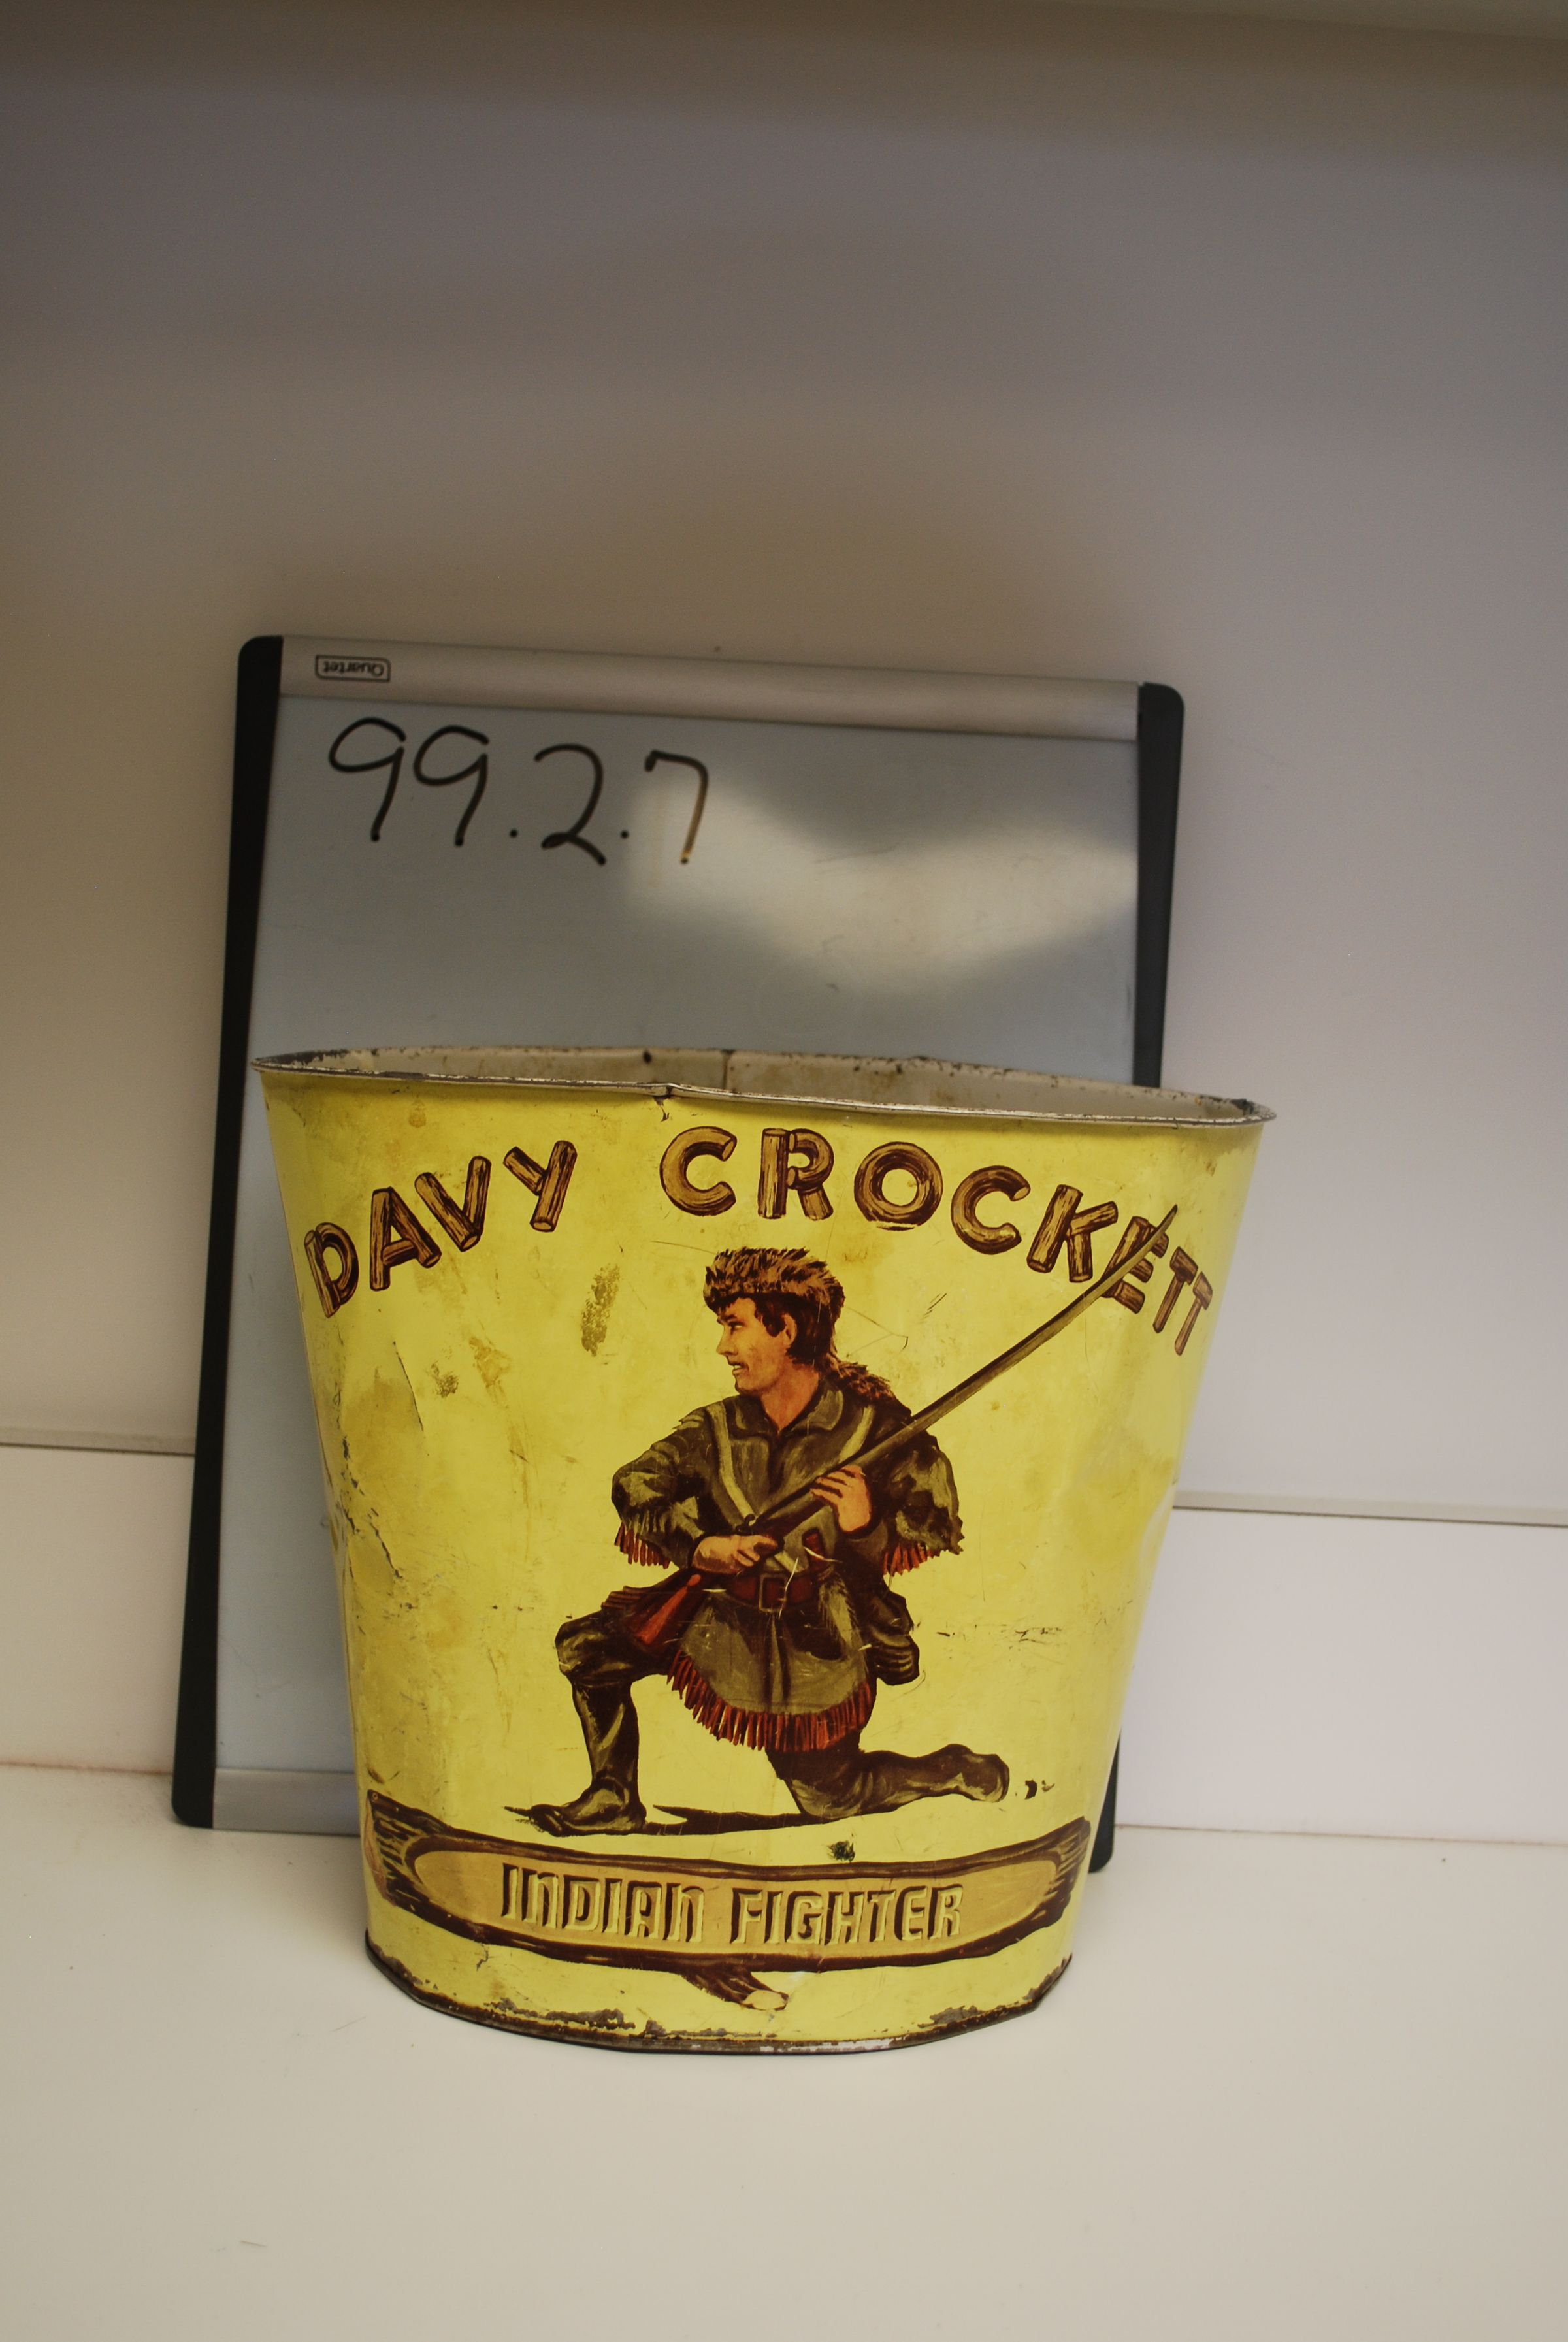 Quartet
99.2.7
DAVY CROCKETT
INDIAN FIGHTER